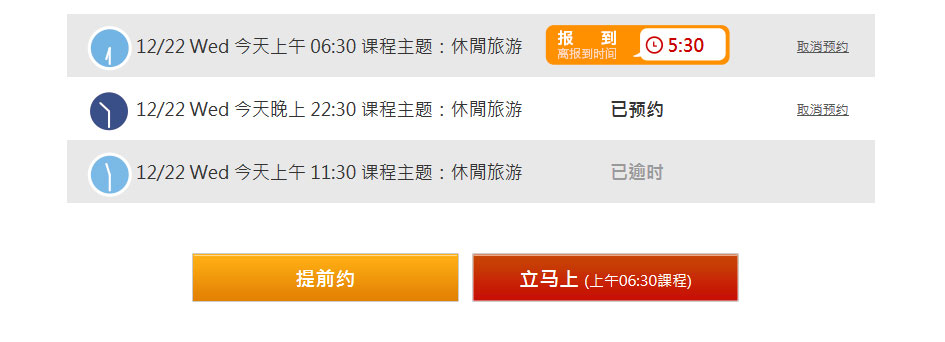 12/22 Wed 今天上午 06:30 课程主题：休閒旅游 报 到 离报到时间 5:30 取消预约
12/22 Wed 今天晚上 22:30 课程主题：休閒旅游 已预约 取消预约
12/22 Wed 今天上午 11:30 课程主题：休閒旅游 已逾时
提前约 立马上 (上午06:30課程)